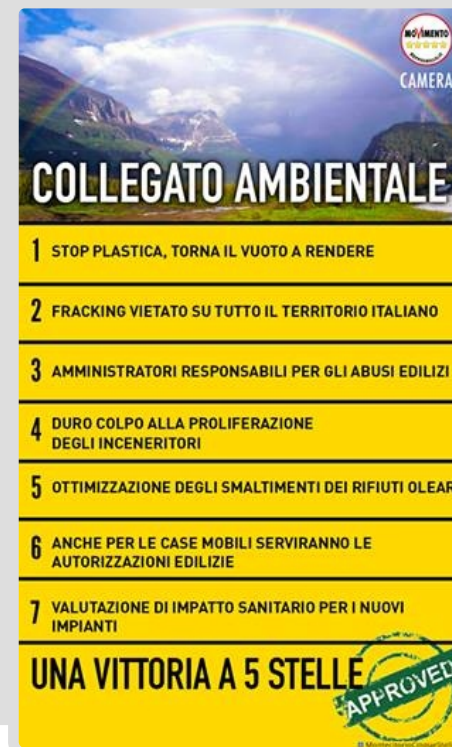 MOVIMENTO
CAMERA
COLLEGATO AMBIENTALE
1 STOP PLASTICA, TORNA IL VUOTO A RENDERE
2 FRACKING VIETATO SU TUTTO IL TERRITORIO ITALIANO
3 AMMINISTRATORI RESPONSABILI PER GLI ABUSI EDILIZI
4 DURO COLPO ALLA PROLIFERAZIONE
DEGLI INCENERITORI
5 OTTIMIZZAZIONE DEGLI SMALTIMENTI DEI RIFIUTI OLEAR
6 ANCHE PER LE CASE MOBILI SERVIRANNO LE
AUTORIZZAZIONI EDILIZIE
7 VALUTAZIONE DI IMPATTO SANITARIO PER I NUOVI
IMPIANTI
UNA VITTORIA A 5 STELLE
APPROVED